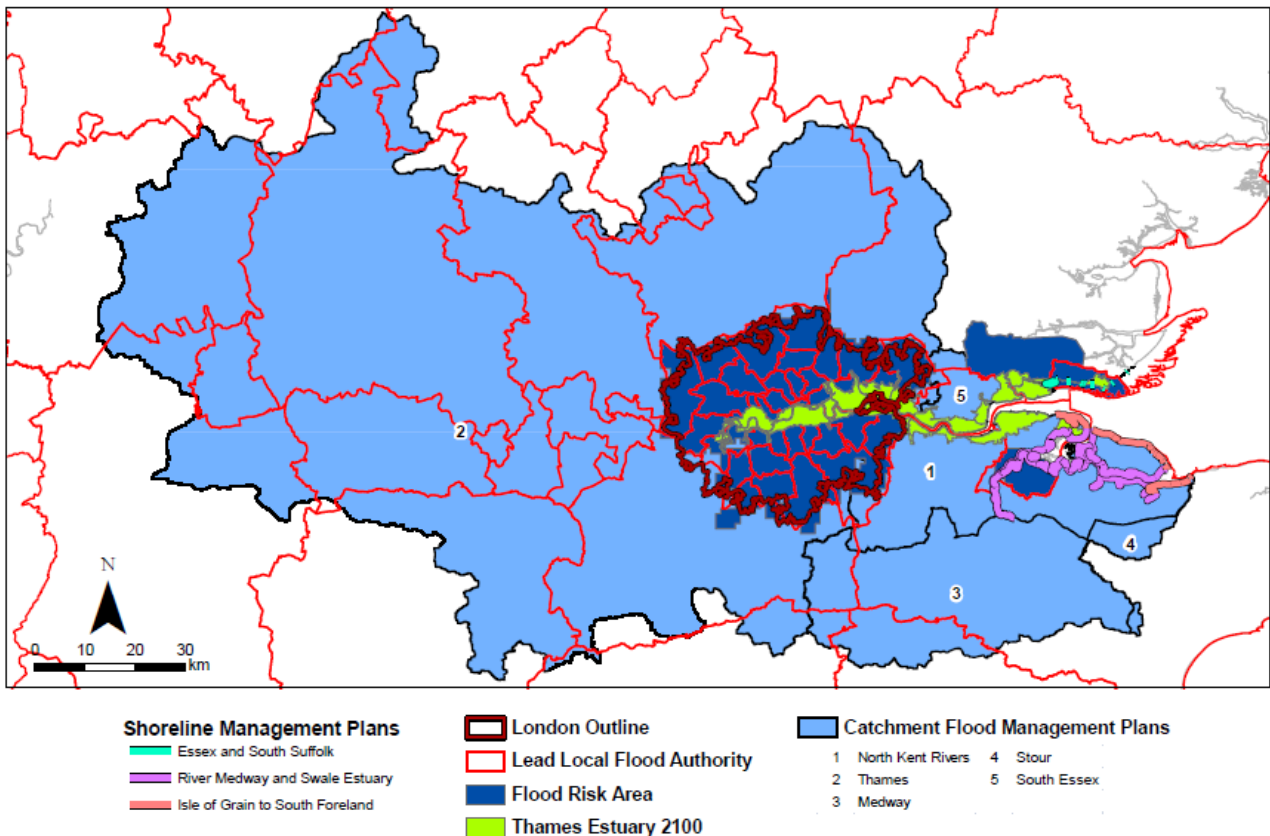 5
2
1
4
3
N
0 10 20 30
km
Shoreline Management Plans
Essex and South Suffolk
River Medway and Swale Estuary
Isle of Grain to South Foreland
London Outline
Lead Local Flood Authority
Flood Risk Area
Thames Estuary 2100
Catchment Flood Management Plans
1 North Kent Rivers 4 Stour
2 Thames 5 South Essex
3 Medway